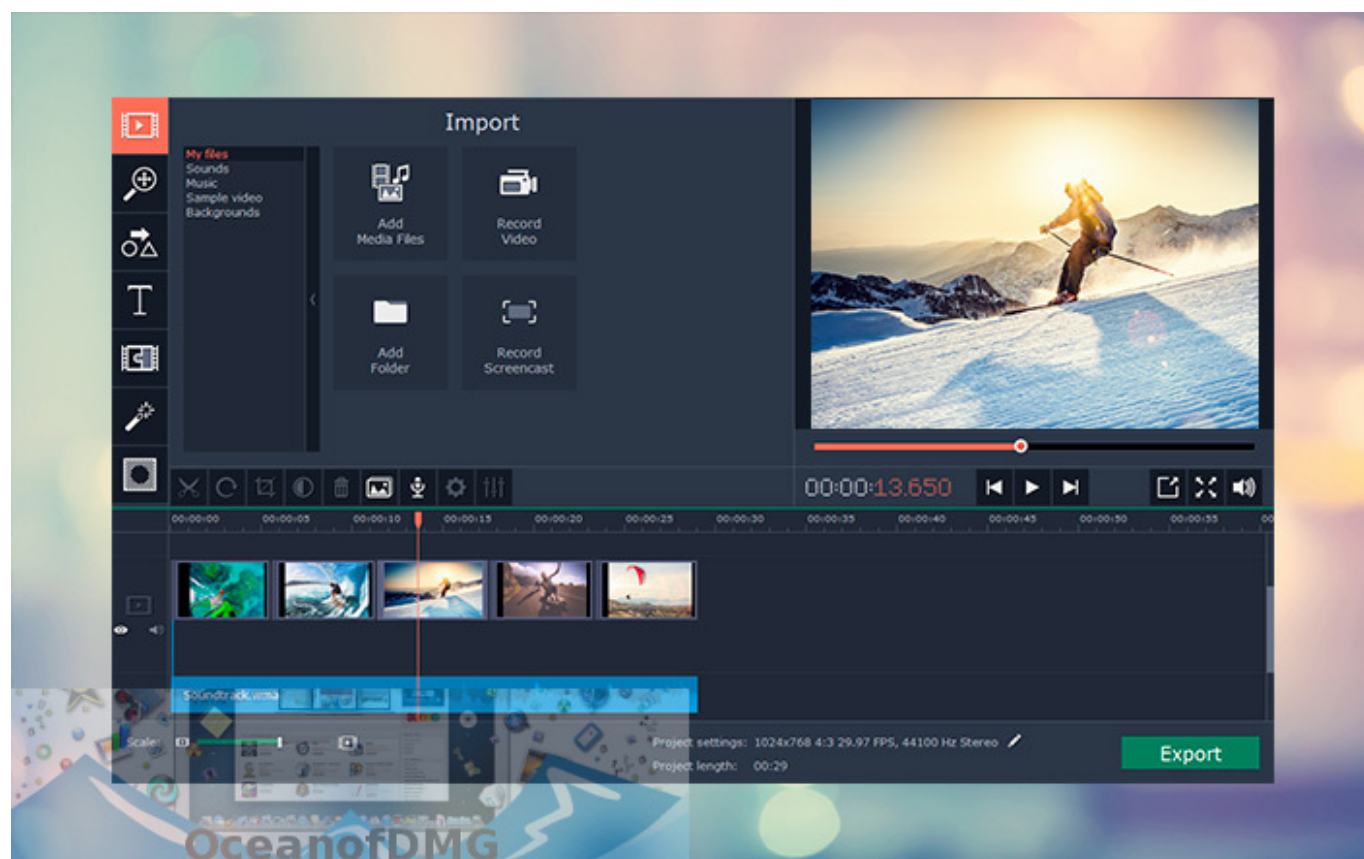 Import
My files
Sounds
Music
Sample video
Backgrounds
Add
Media Files
Record
Video
Add
Folder
Record
Screencast
T
00:00:13.650
00:00:00 00:00:05 00:00:10 00:00:15 00:00:20 00:00:25 00:00:30 00:00:35 00:00:40 00:00:45 00:00:50 00:00:55 00
Soundtrack.wma
Scale:
Project settings: 1024x768 4:3 29.97 FPS, 44100 Hz Stereo
Project length: 00:29
Export
OceanofDMG